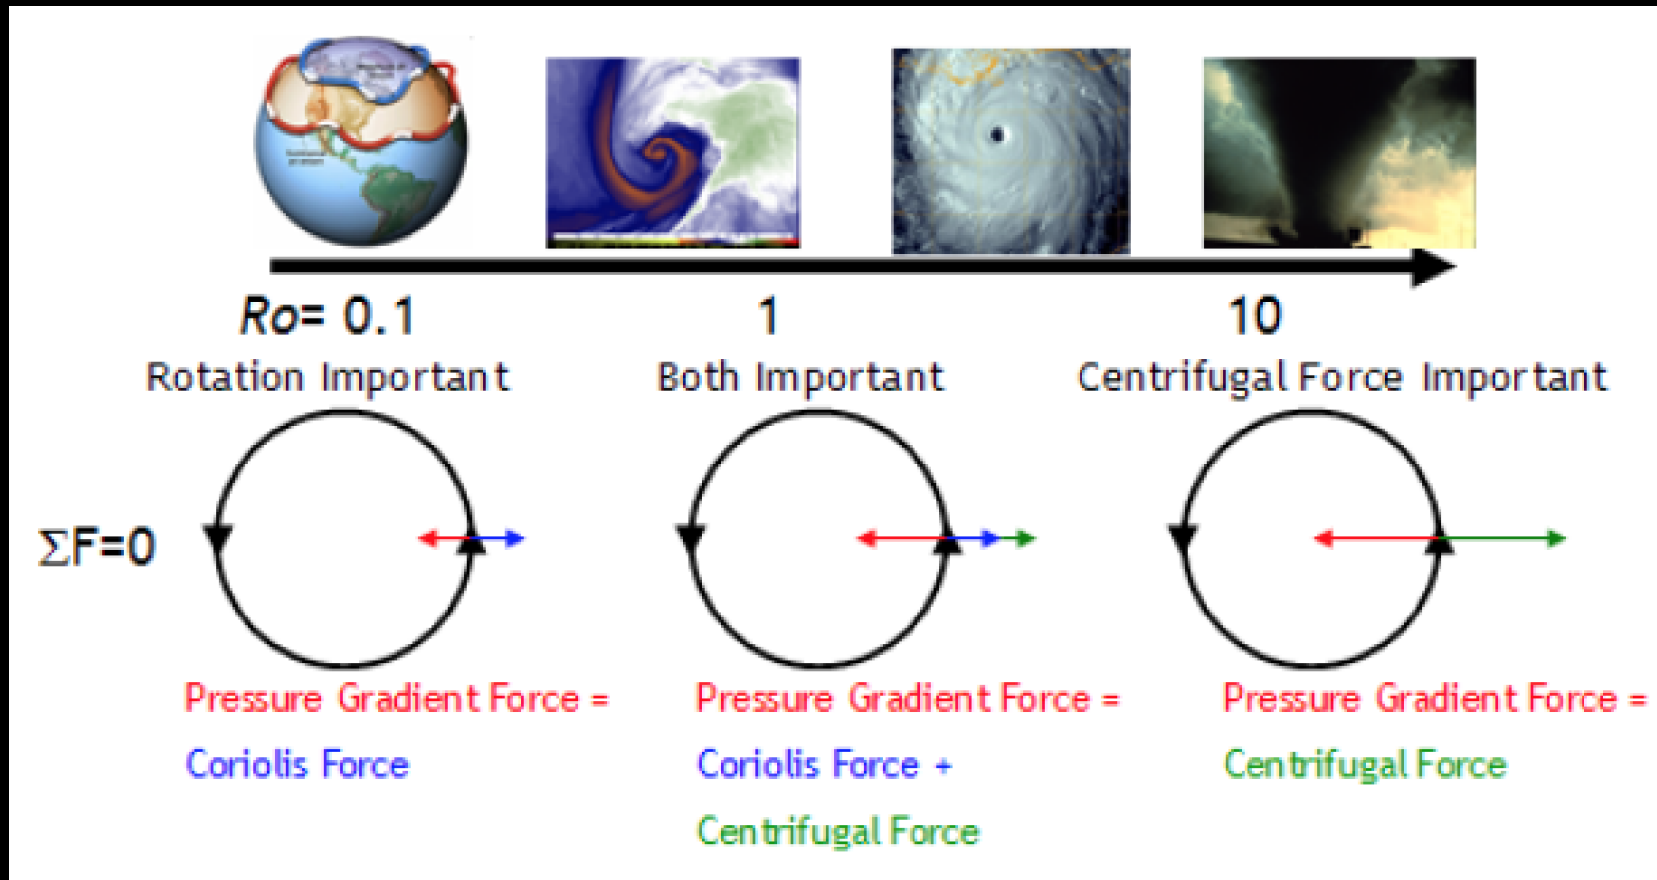 Ro= 0.1
1
10
Rotation Important
Both Important
Centrifugal Force Important
ΣF=0
Pressure Gradient Force =
Coriolis Force
Pressure Gradient Force =
Coriolis Force +
Centrifugal Force
Pressure Gradient Force =
Centrifugal Force